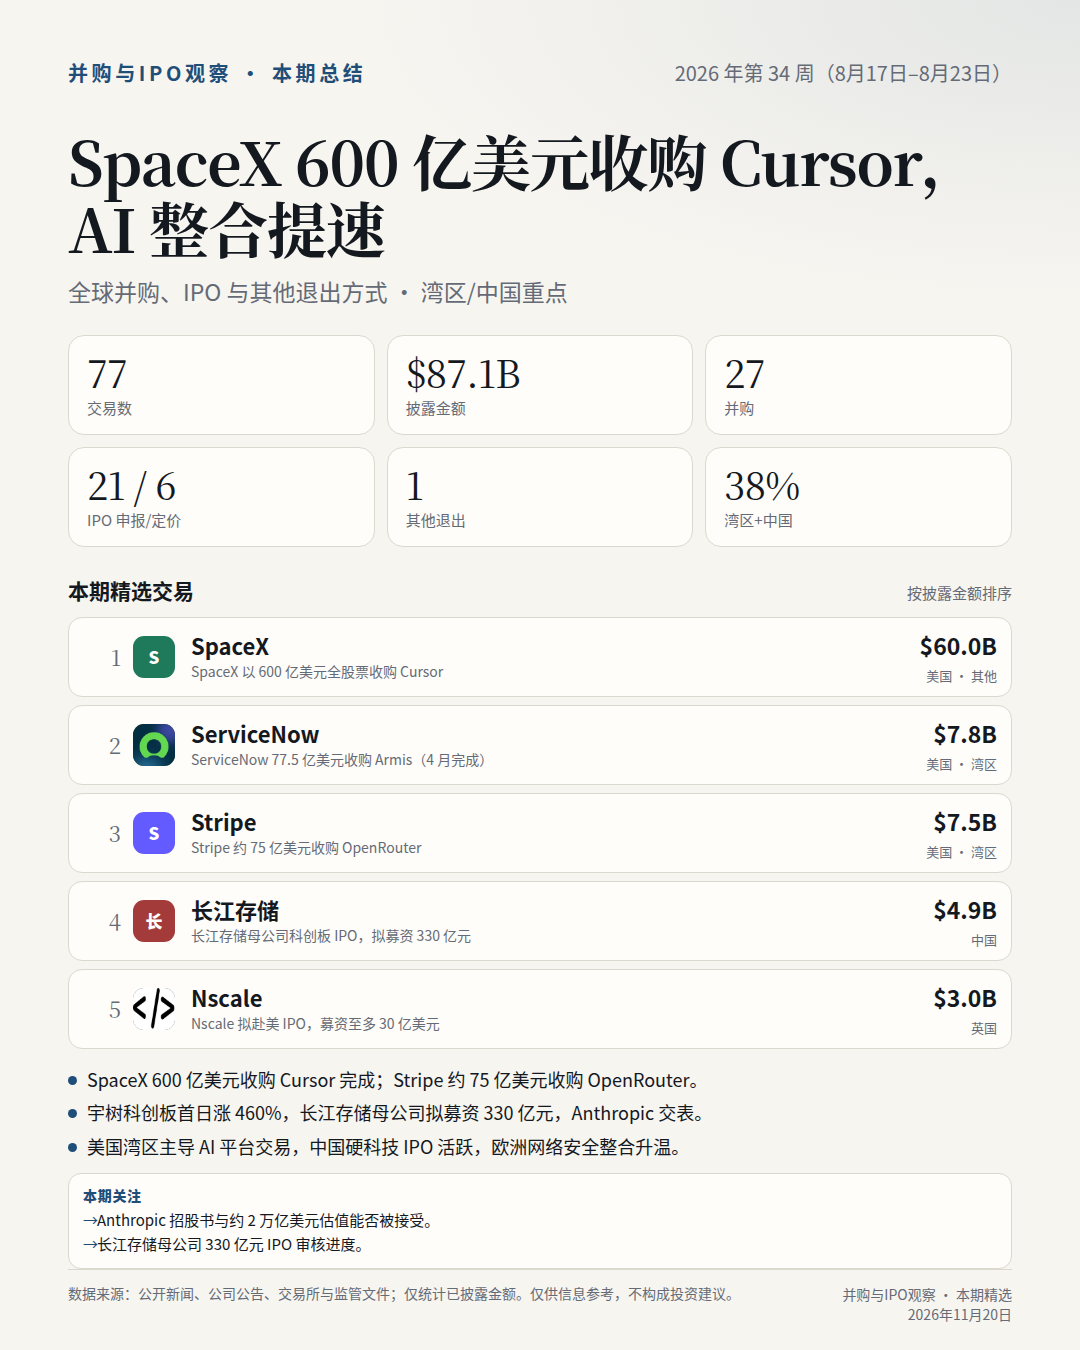 并购与IPO观察 • 本期总结
2026 年第 34 周（8月17日–8月23日）
SpaceX 600 亿美元收购 Cursor,
AI 整合提速
全球并购、IPO 与其他退出方式 • 湾区/中国重点
77
交易数
$87.1B
披露金额
27
并购
21 / 6
IPO 申报/定价
1
其他退出
38%
湾区+中国
本期精选交易
按披露金额排序
1
S
SpaceX
SpaceX 以 600 亿美元全股票收购 Cursor
$60.0B
美国 • 其他
2
ServiceNow
ServiceNow 77.5 亿美元收购 Armis（4 月完成）
$7.8B
美国 • 湾区
3
S
Stripe
Stripe 约 75 亿美元收购 OpenRouter
$7.5B
美国 • 湾区
4
长
长江存储
长江存储母公司科创板 IPO，拟募资 330 亿元
$4.9B
中国
5
</>
Nscale
Nscale 拟赴美 IPO，募资至多 30 亿美元
$3.0B
英国
• SpaceX 600 亿美元收购 Cursor 完成；Stripe 约 75 亿美元收购 OpenRouter。
• 宇树科创板首日涨 460%，长江存储母公司拟募资 330 亿元，Anthropic 交表。
• 美国湾区主导 AI 平台交易，中国硬科技 IPO 活跃，欧洲网络安全整合升温。
本期关注
→Anthropic 招股书与约 2 万亿美元估值能否被接受。
→长江存储母公司 330 亿元 IPO 审核进度。
数据来源：公开新闻、公司公告、交易所与监管文件；仅统计已披露金额。仅供信息参考，不构成投资建议。
并购与IPO观察 • 本期精选
2026年11月20日